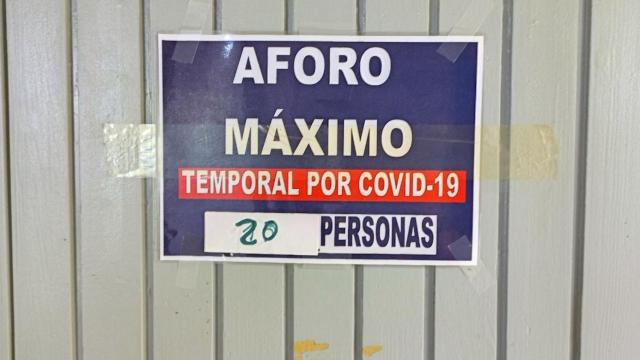 AFORO
MÁXIMO
TEMPORAL POR COVID-19
20 PERSONAS